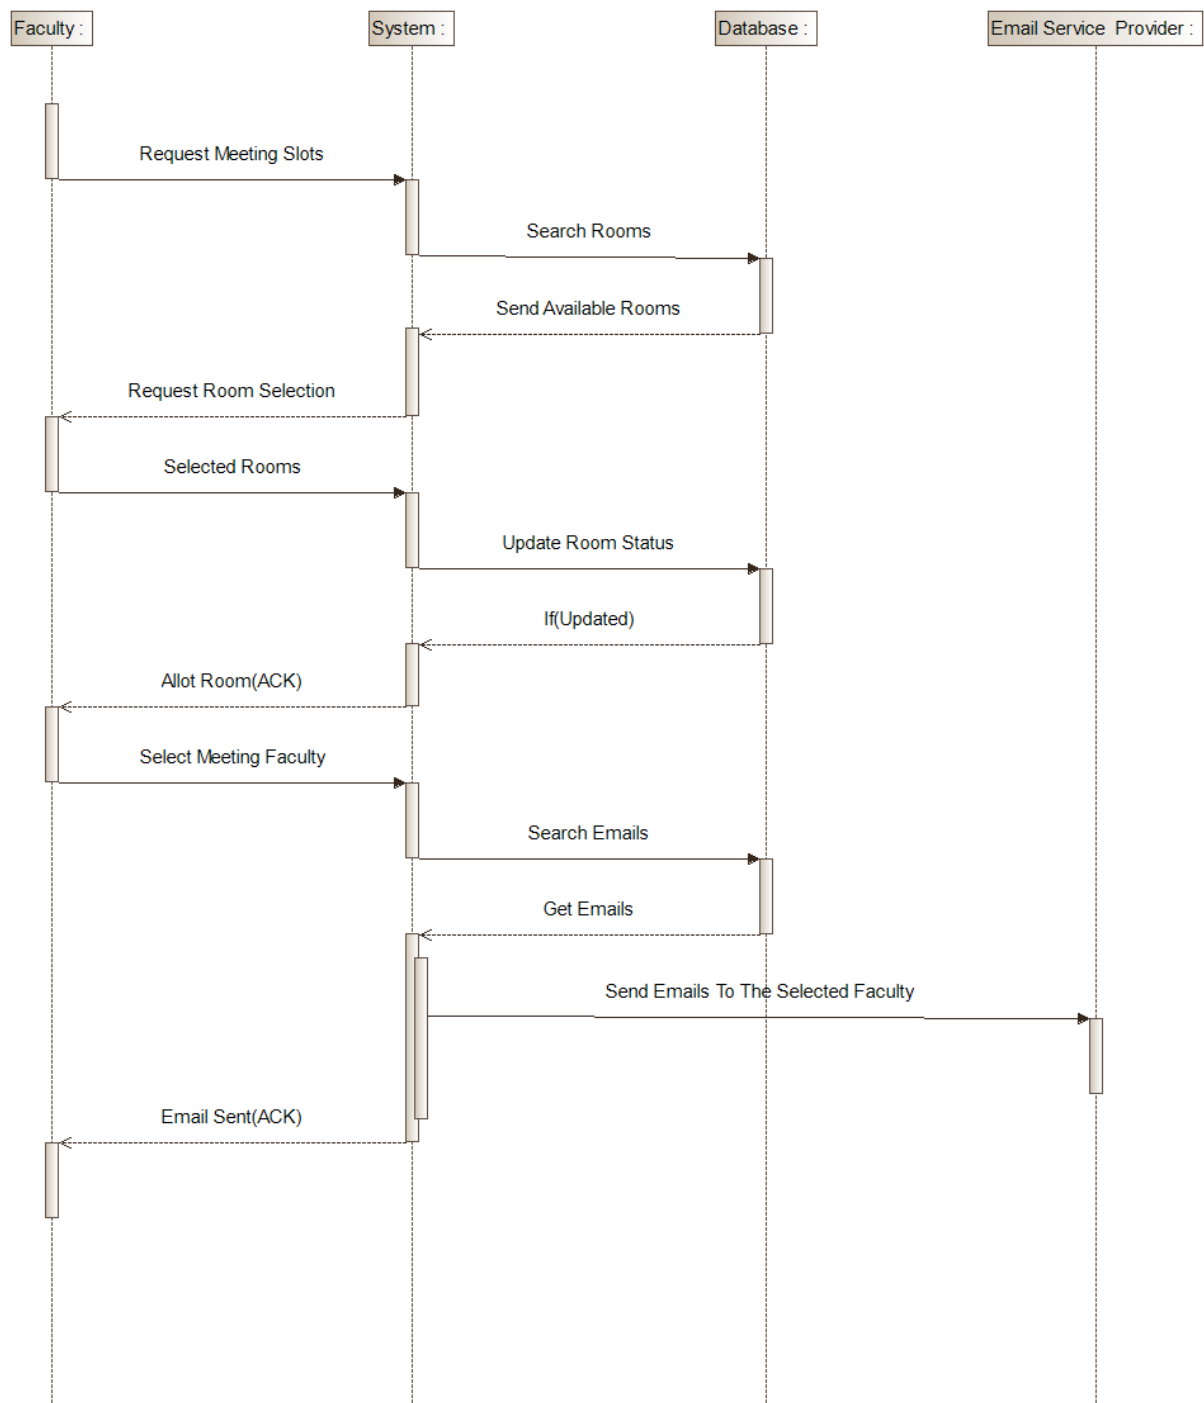 Faculty :
System :
Database :
Email Service  Provider :
Request Meeting Slots
Search Rooms
Send Available Rooms
Request Room Selection
Selected Rooms
Update Room Status
If(Updated)
Allot Room(ACK)
Select Meeting Faculty
Search Emails
Get Emails
Send Emails To The Selected Faculty
Email Sent(ACK)